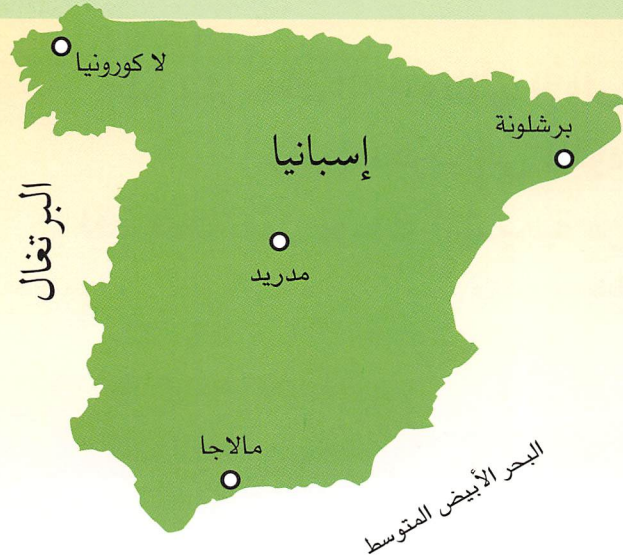 لا كورونيا
برشلونة
إسبانيا
البرتغال
مدريد
مالاجا
البحر الأبيض المتوسط